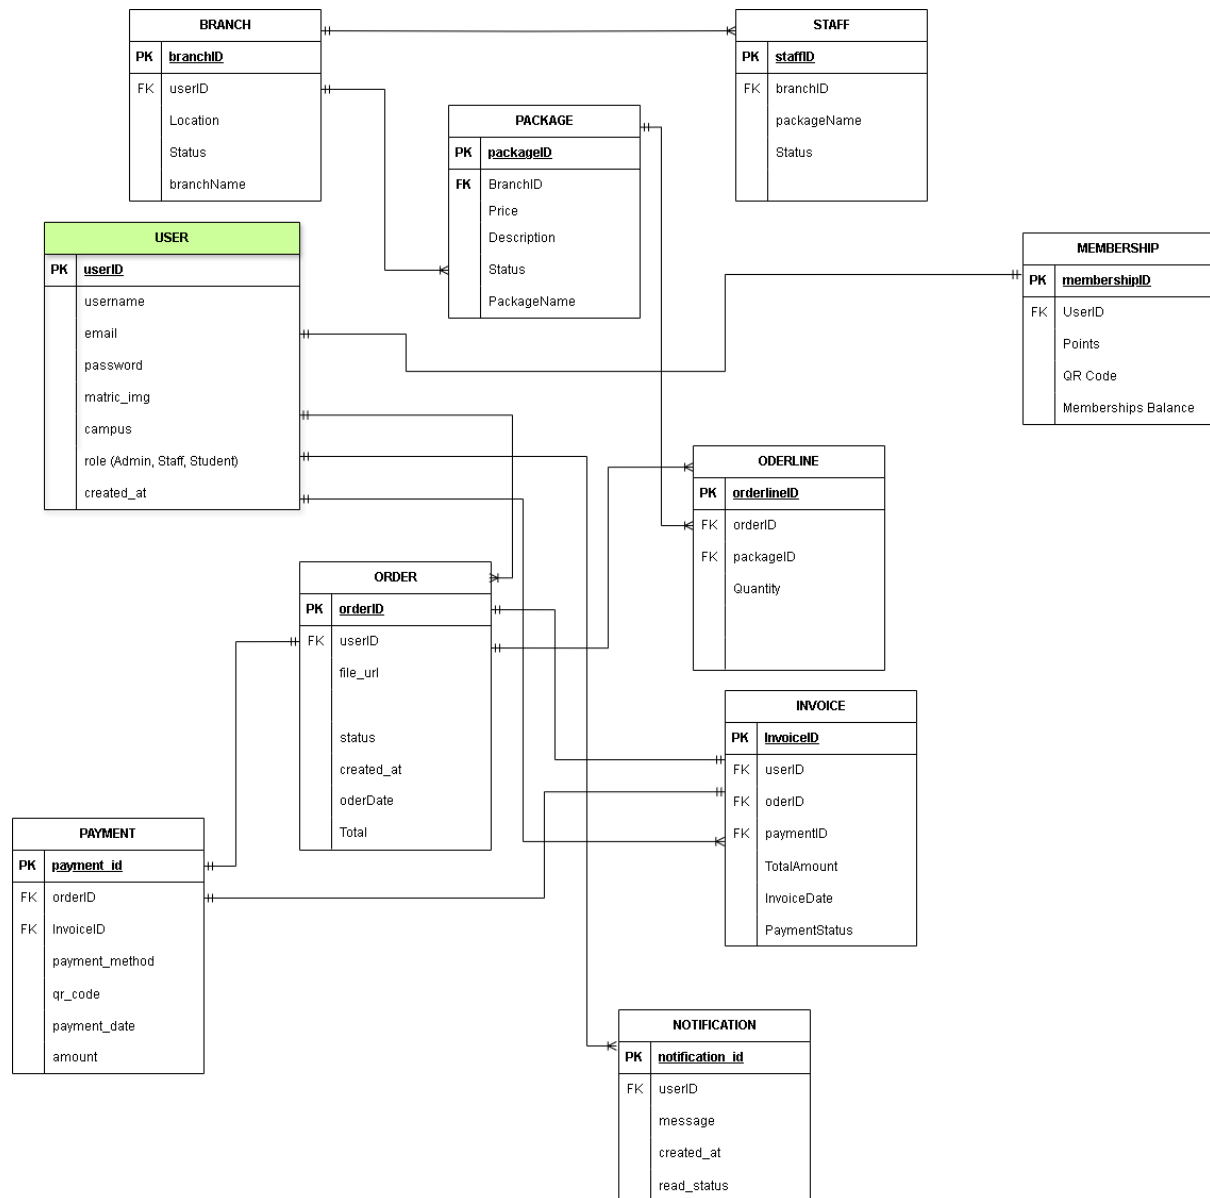 BRANCH
PK branchID
FK userID
Location
Status
branchName
STAFF
PK staffID
FK branchID
packageName
Status
PACKAGE
PK packageID
FK BranchID
Price
Description
Status
PackageName
USER
PK userID
username
email
password
matric_img
campus
role (Admin, Staff, Student)
created_at
MEMBERSHIP
PK membershipID
FK UserID
Points
QR Code
Memberships Balance
ODERLINE
PK orderlineID
FK orderID
FK packageID
Quantity
ORDER
PK orderID
FK userID
file_url
status
created_at
oderDate
Total
INVOICE
PK InvoiceID
FK userID
FK oderID
FK paymentID
TotalAmount
InvoiceDate
PaymentStatus
PAYMENT
PK payment_id
FK orderID
FK InvoiceID
payment_method
qr_code
payment_date
amount
NOTIFICATION
PK notification_id
FK userID
message
created_at
read_status